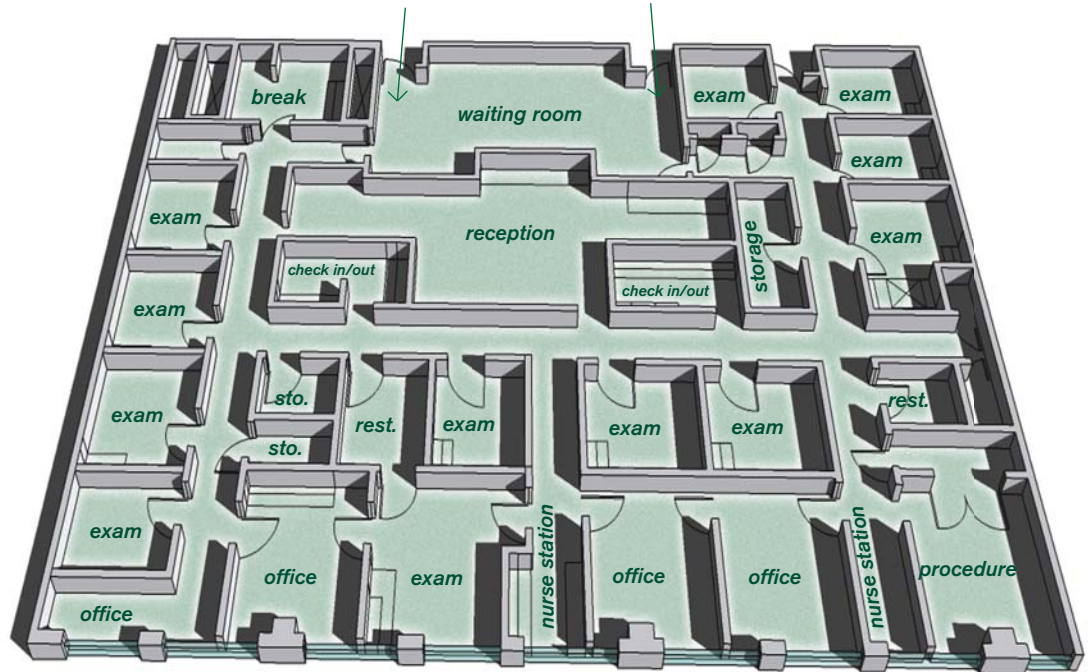 break
waiting room
exam
exam
exam
exam
reception
storage
exam
check in/out
check in/out
exam
exam
sto.
rest.
exam
exam
exam
rest.
sto.
exam
office
exam
nurse station
office
office
nurse station
procedure
office